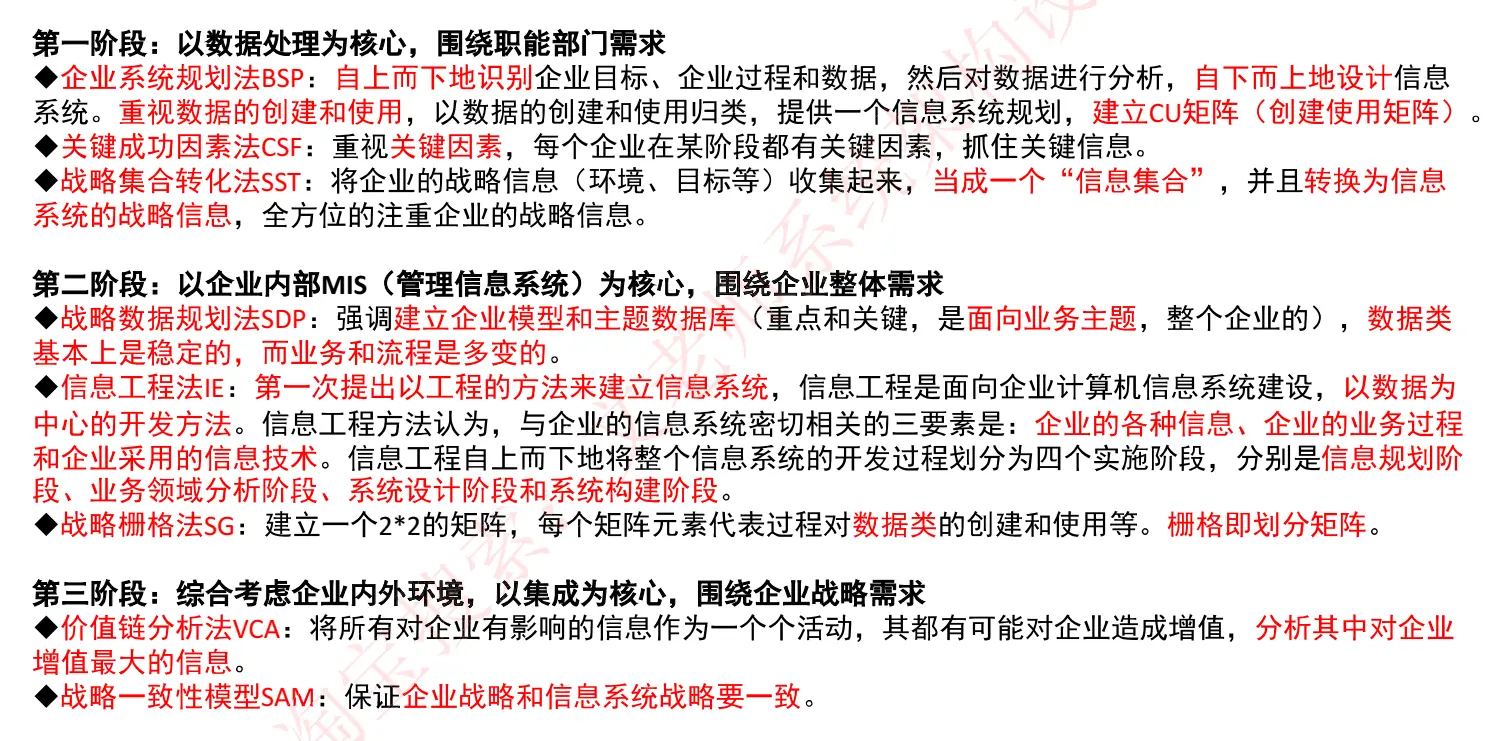 第一阶段：以数据处理为核心，围绕职能部门需求
◆企业系统规划法BSP：自上而下地识别企业目标、企业过程和数据，然后对数据进行分析，自下而上地设计信息
系统。重视数据的创建和使用，以数据的创建和使用归类，提供一个信息系统规划，建立CU矩阵（创建使用矩阵）。
◆关键成功因素法CSF：重视关键因素，每个企业在某阶段都有关键因素，抓住关键信息。
◆战略集合转化法SST：将企业的战略信息（环境、目标等）收集起来，当成一个“信息集合”，并且转换为信息
系统的战略信息，全方位的注重企业的战略信息。
第二阶段：以企业内部MIS（管理信息系统）为核心，围绕企业整体需求
◆战略数据规划法SDP：强调建立企业模型和主题数据库（重点和关键，是面向业务主题，整个企业的），数据类
基本上是稳定的，而业务和流程是多变的。
◆信息工程法IE：第一次提出以工程的方法来建立信息系统，信息工程是面向企业计算机信息系统建设，以数据为
中心的开发方法。信息工程方法认为，与企业的信息系统密切相关的三要素是：企业的各种信息、企业的业务过程
和企业采用的信息技术。信息工程自上而下地将整个信息系统的开发过程划分为四个实施阶段，分别是信息规划阶
段、业务领域分析阶段、系统设计阶段和系统构建阶段。
◆战略栅格法SG：建立一个2*2的矩阵，每个矩阵元素代表过程对数据类的创建和使用等。栅格即划分矩阵。
第三阶段：综合考虑企业内外环境，以集成为核心，围绕企业战略需求
◆价值链分析法VCA：将所有对企业有影响的信息作为一个个活动，其都有可能对企业造成增值，分析其中对企业
增值最大的信息。
◆战略一致性模型SAM：保证企业战略和信息系统战略要一致。